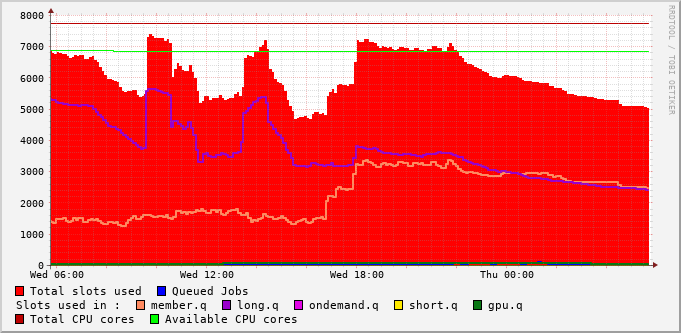 8000
7000
6000
5000
4000
3000
2000
1000
0
Wed 06:00 Wed 12:00 Wed 18:00 Thu 00:00
Total slots used Queued Jobs
Slots used in : member.q long.q ondemand.q short.q gpu.q
Total CPU cores Available CPU cores
RRDTOOL / TOBI OETIKER